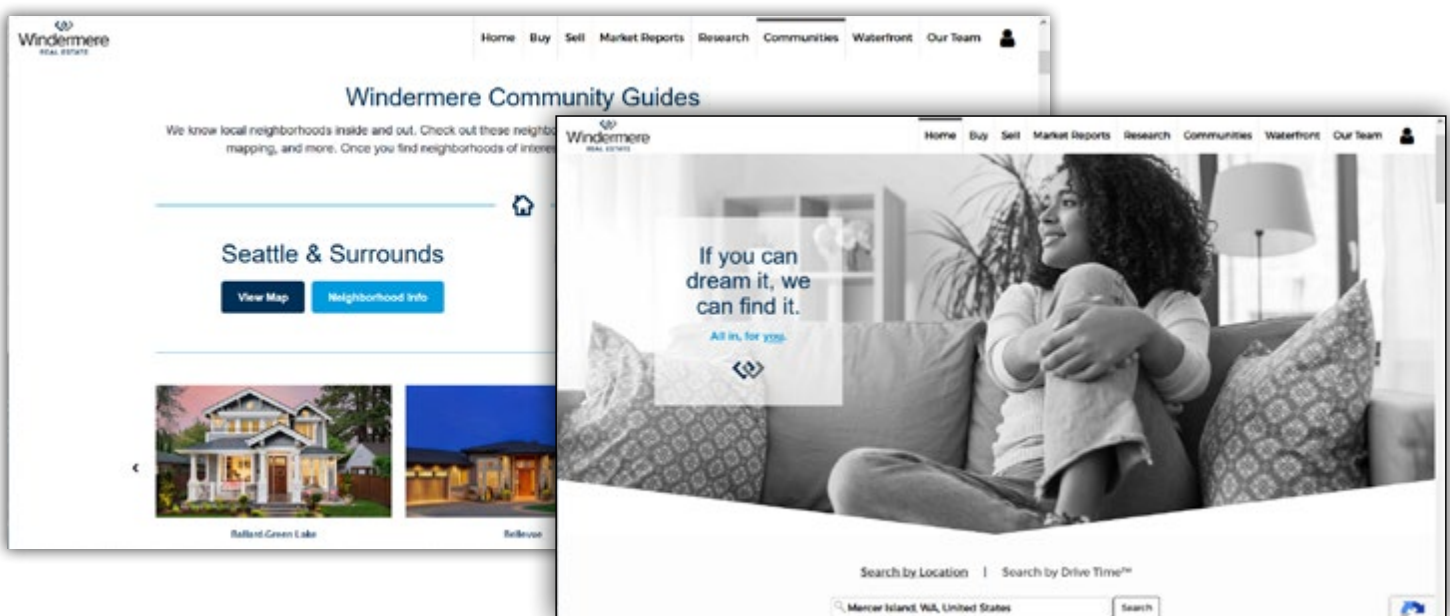 Windermere
REAL ESTATE
Home Buy Sell Market Reports Research Communities Waterfront Our Team
Windermere Community Guides
We know local neighborhoods inside and out. Check out these neighbo
mapping, and more. Once you find neighborhoods of interes
Seattle & Surrounds
View Map Neighborhood Info
Ballard-Green Lake Bellevue
Windermere
REAL ESTATE
Home Buy Sell Market Reports Research Communities Waterfront Our Team
If you can
dream it, we
can find it.
All in, for you.
Search by Location | Search by Drive Time™
Mercer Island, WA, United States Search